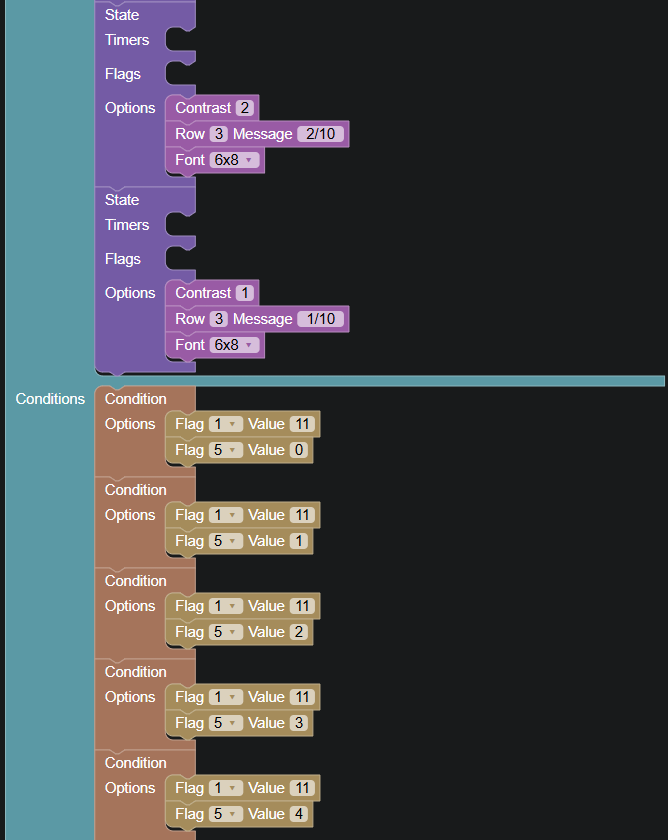 State
Timers
Flags
Options Contrast 2
Row 3 Message 2/10
Font 6x8
State
Timers
Flags
Options Contrast 1
Row 3 Message 1/10
Font 6x8
Conditions Condition
Options Flag 1 Value 11
Flag 5 Value 0
Condition
Options Flag 1 Value 11
Flag 5 Value 1
Condition
Options Flag 1 Value 11
Flag 5 Value 2
Condition
Options Flag 1 Value 11
Flag 5 Value 3
Condition
Options Flag 1 Value 11
Flag 5 Value 4